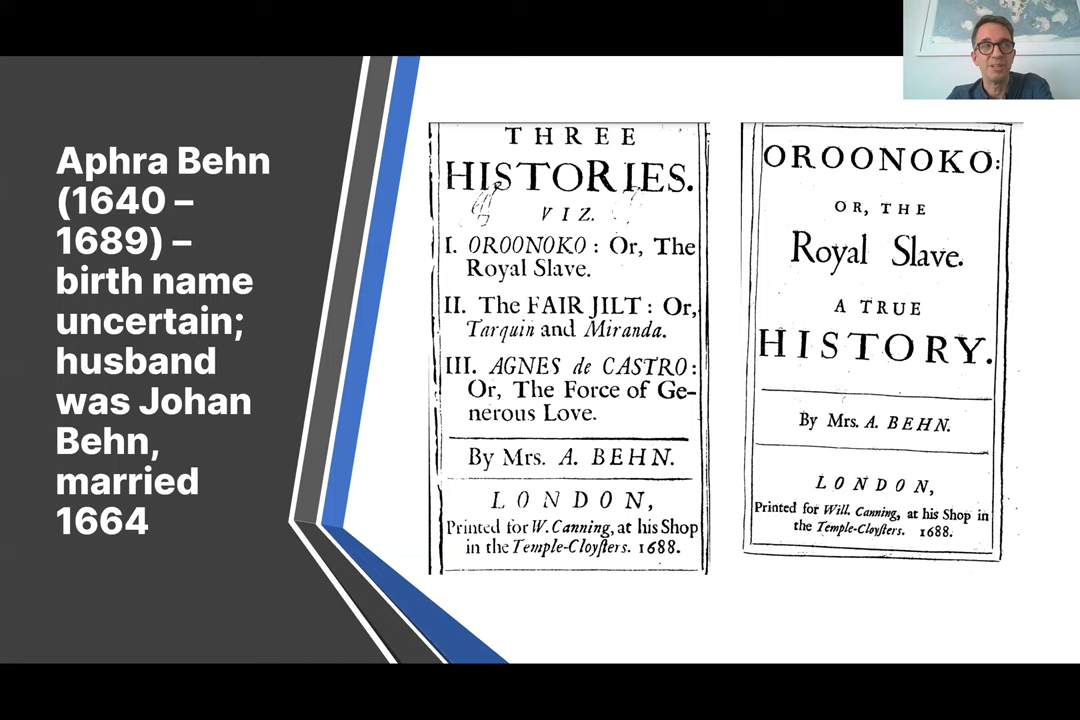 Aphra Behn
(1640 –
1689) –
birth name
uncertain;
husband
was Johan
Behn,
married
1664
THREE
HISTORIES.
VIZ.
I. OROONOKO: Or, The
Royal Slave.
II. The FAIR JILT: Or,
Tarquin and Miranda.
III. AGNES de CASTRO:
Or, The Force of Ge-
nerous Love.
By Mrs. A. BEHN.
LONDON,
Printed for W. Canning, at his Shop
in the Temple-Cloyſters. 1688.
OROONOKO:
OR, THE
Royal Slave.
A TRUE
HISTORY.
By Mrs. A. BEHN.
LONDON,
Printed for Will. Canning, at his Shop in
the Temple-Cloyſters. 1688.